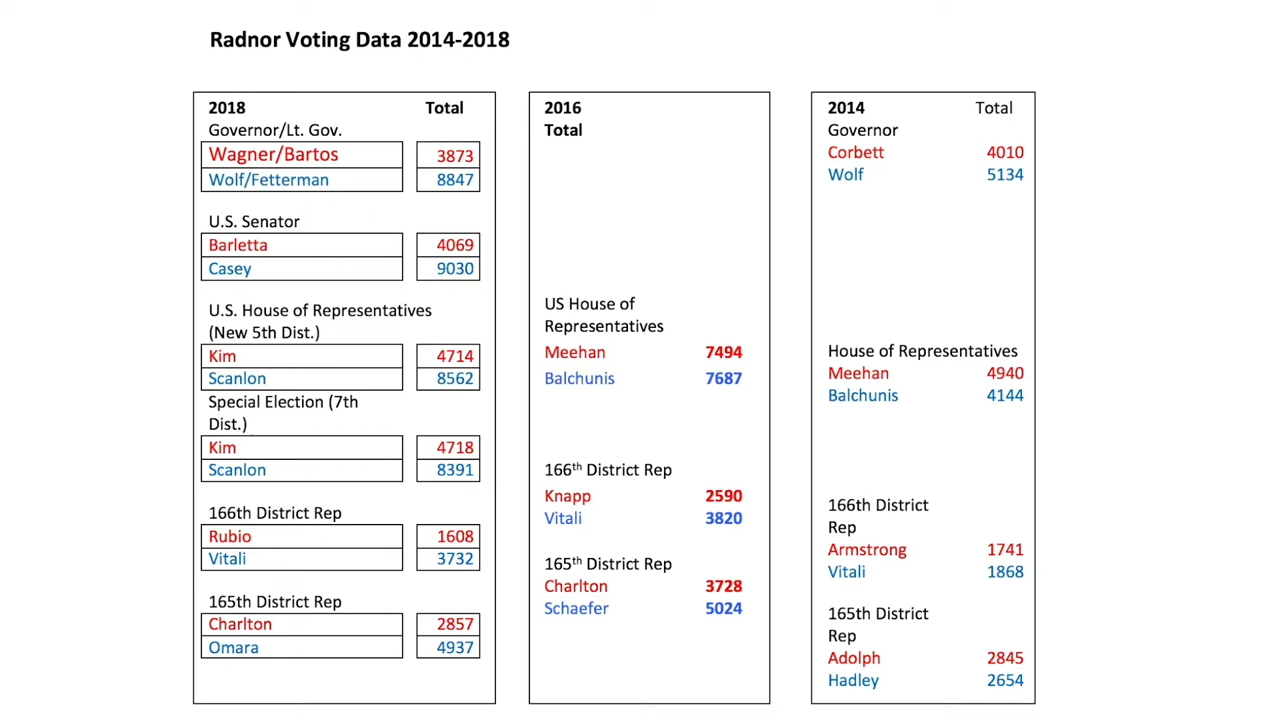 Radnor Voting Data 2014-2018
2018 Total
Governor/Lt. Gov.
Wagner/Bartos 3873
Wolf/Fetterman 8847
U.S. Senator
Barletta 4069
Casey 9030
U.S. House of Representatives
(New 5th Dist.)
Kim 4714
Scanlon 8562
Special Election (7th
Dist.)
Kim 4718
Scanlon 8391
166th District Rep
Rubio 1608
Vitali 3732
165th District Rep
Charlton 2857
Omara 4937
2016
Total
US House of
Representatives
Meehan 7494
Balchunis 7687
166th District Rep
Knapp 2590
Vitali 3820
165th District Rep
Charlton 3728
Schaefer 5024
2014 Total
Governor
Corbett 4010
Wolf 5134
House of Representatives
Meehan 4940
Balchunis 4144
166th District
Rep
Armstrong 1741
Vitali 1868
165th District
Rep
Adolph 2845
Hadley 2654